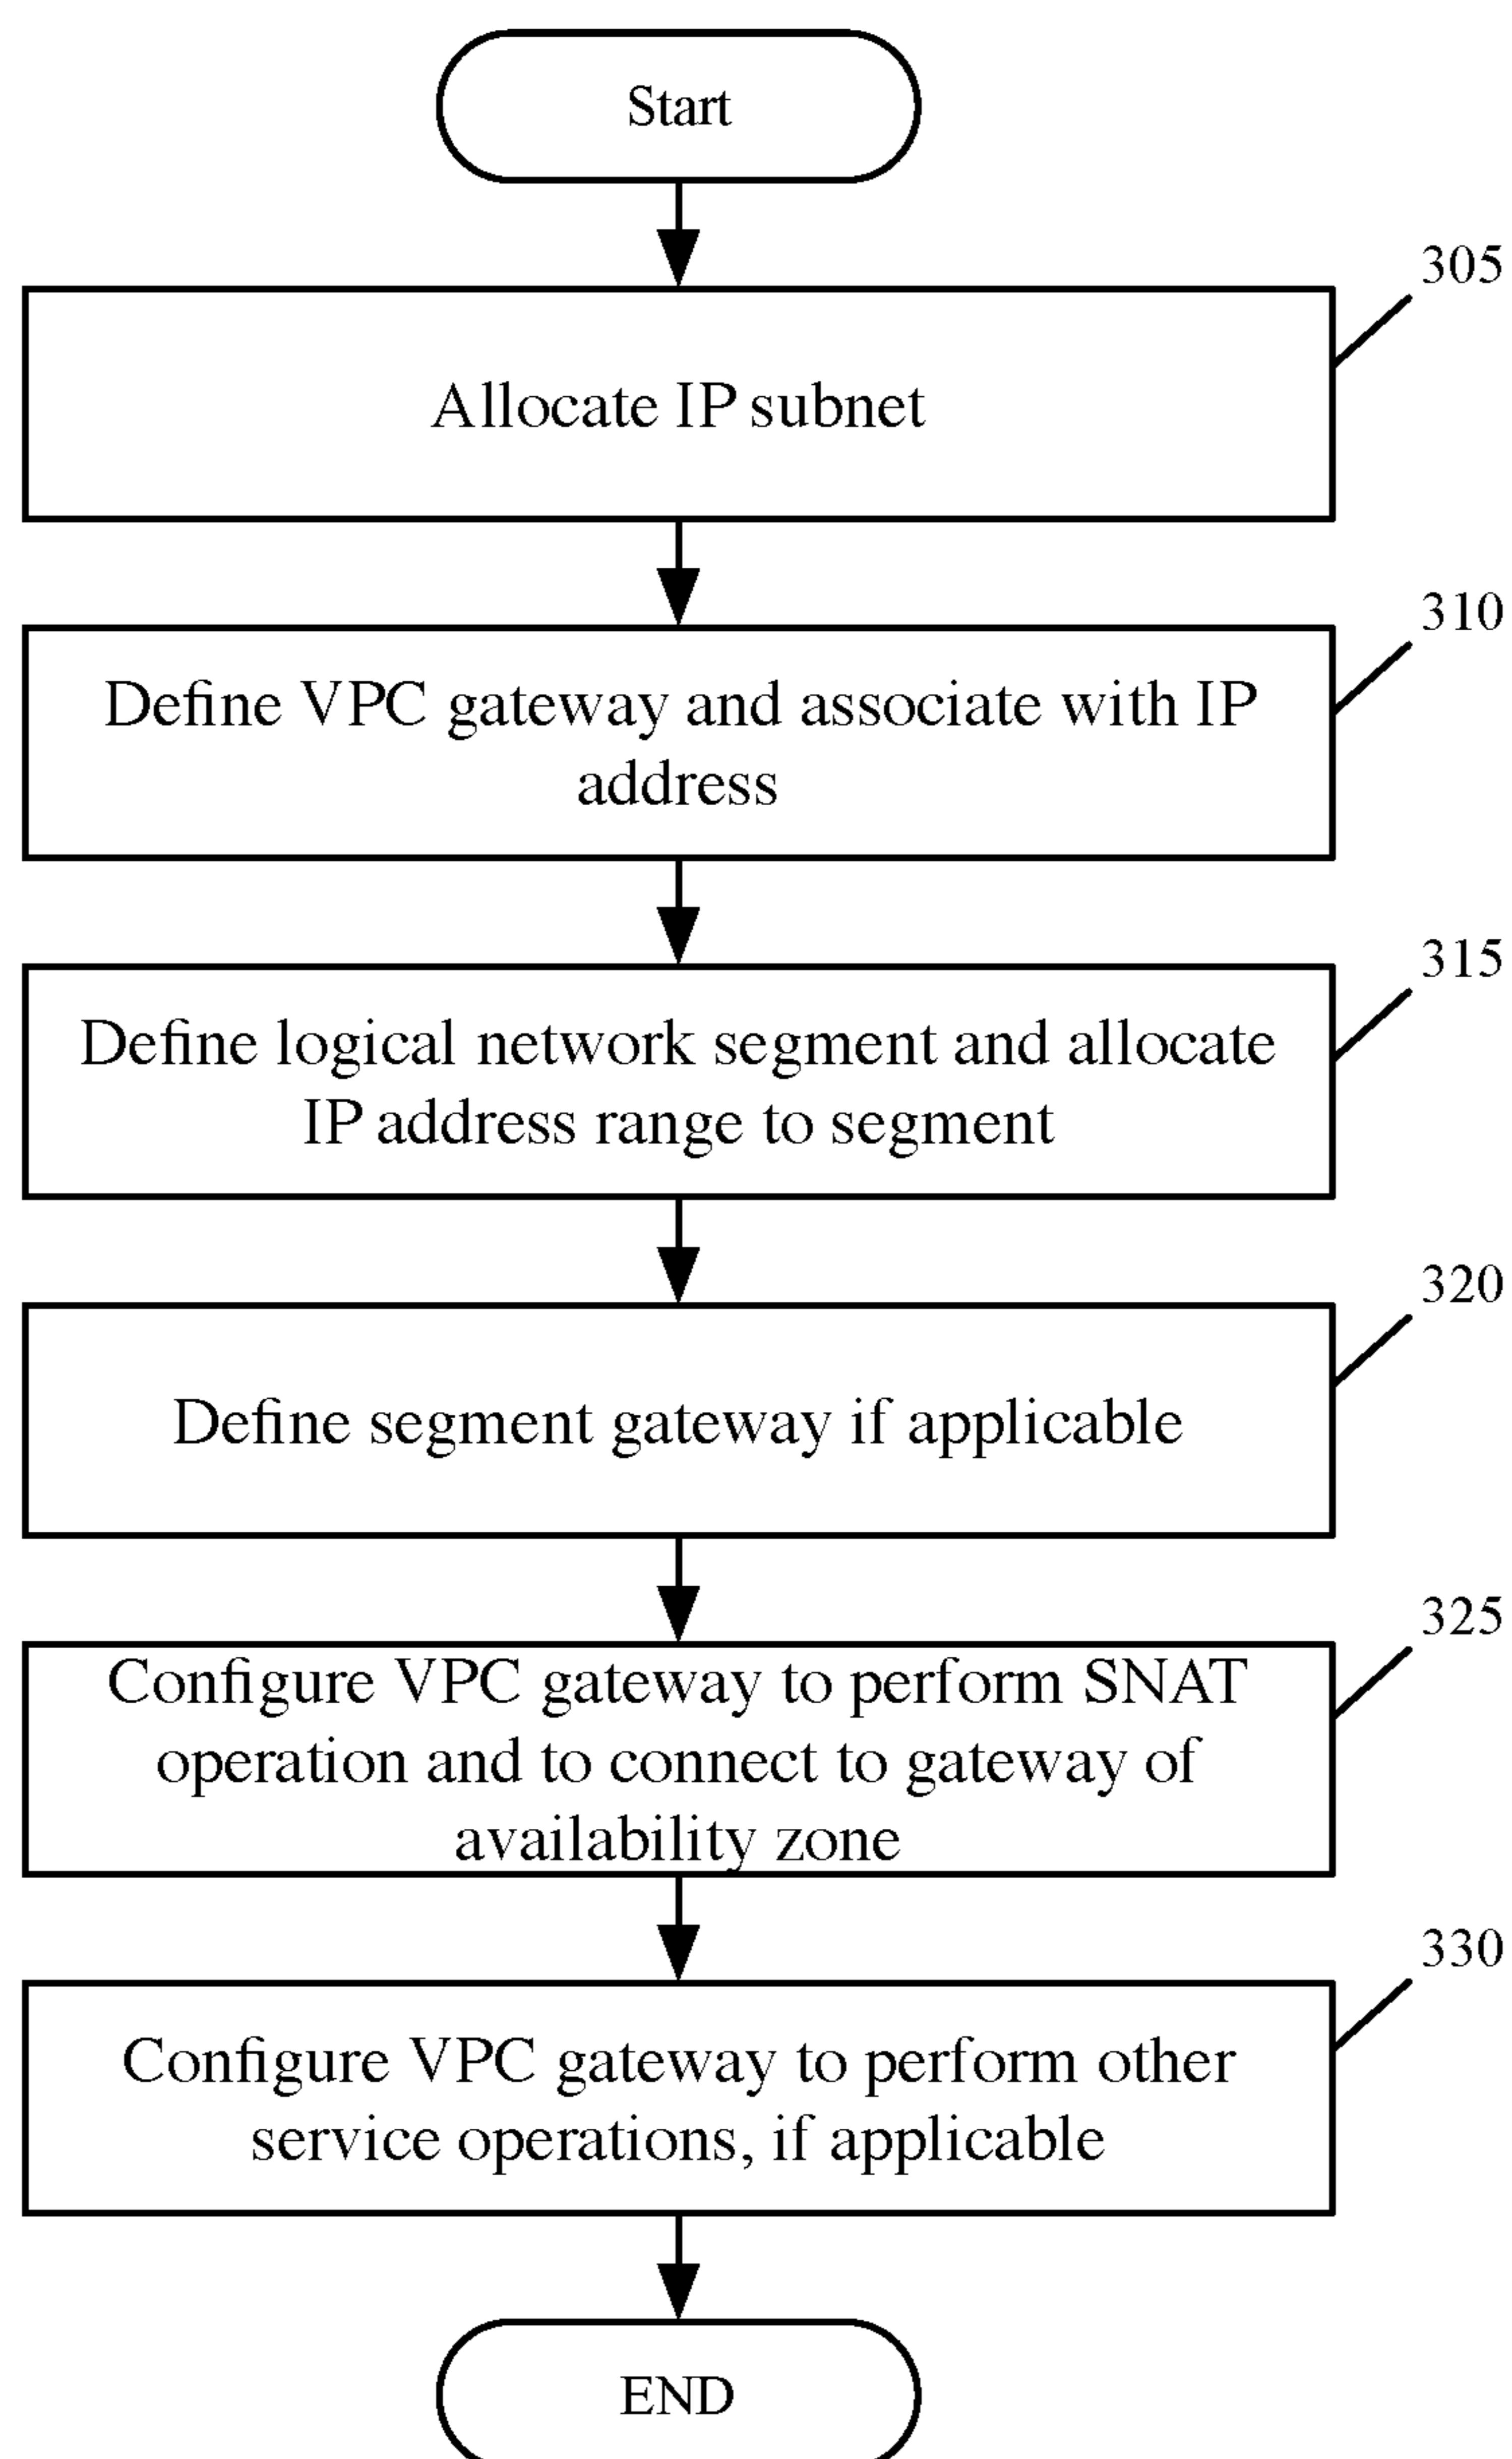 Start
305
Allocate IP subnet
310
Define VPC gateway and associate with IP
address
315
Define logical network segment and allocate
IP address range to segment
320
Define segment gateway if applicable
325
Configure VPC gateway to perform SNAT
operation and to connect to gateway of
availability zone
330
Configure VPC gateway to perform other
service operations, if applicable
END